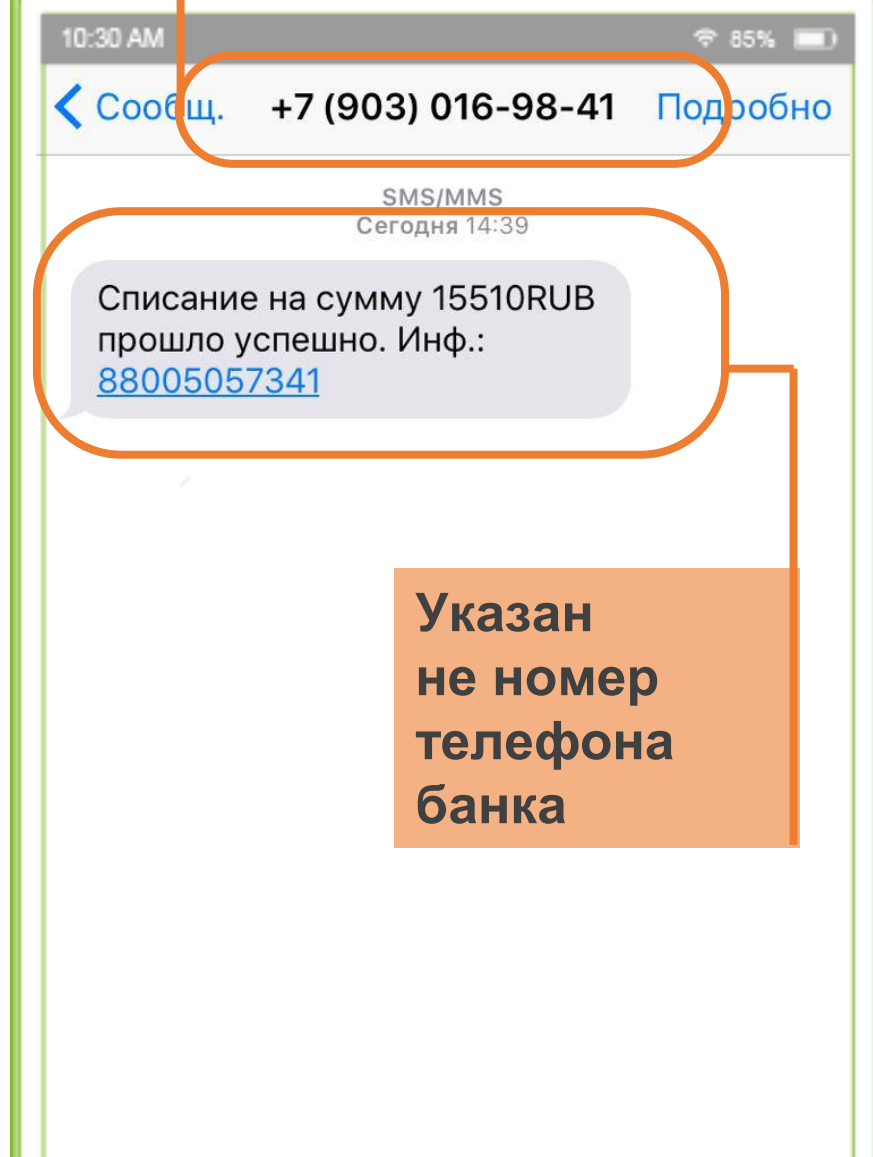 10:30 AM 85%
Сообщ. +7 (903) 016-98-41 Подробно
SMS/MMS
Сегодня 14:39
Списание на сумму 15510RUB
прошло успешно. Инф.:
88005057341
Указан
не номер
телефона
банка